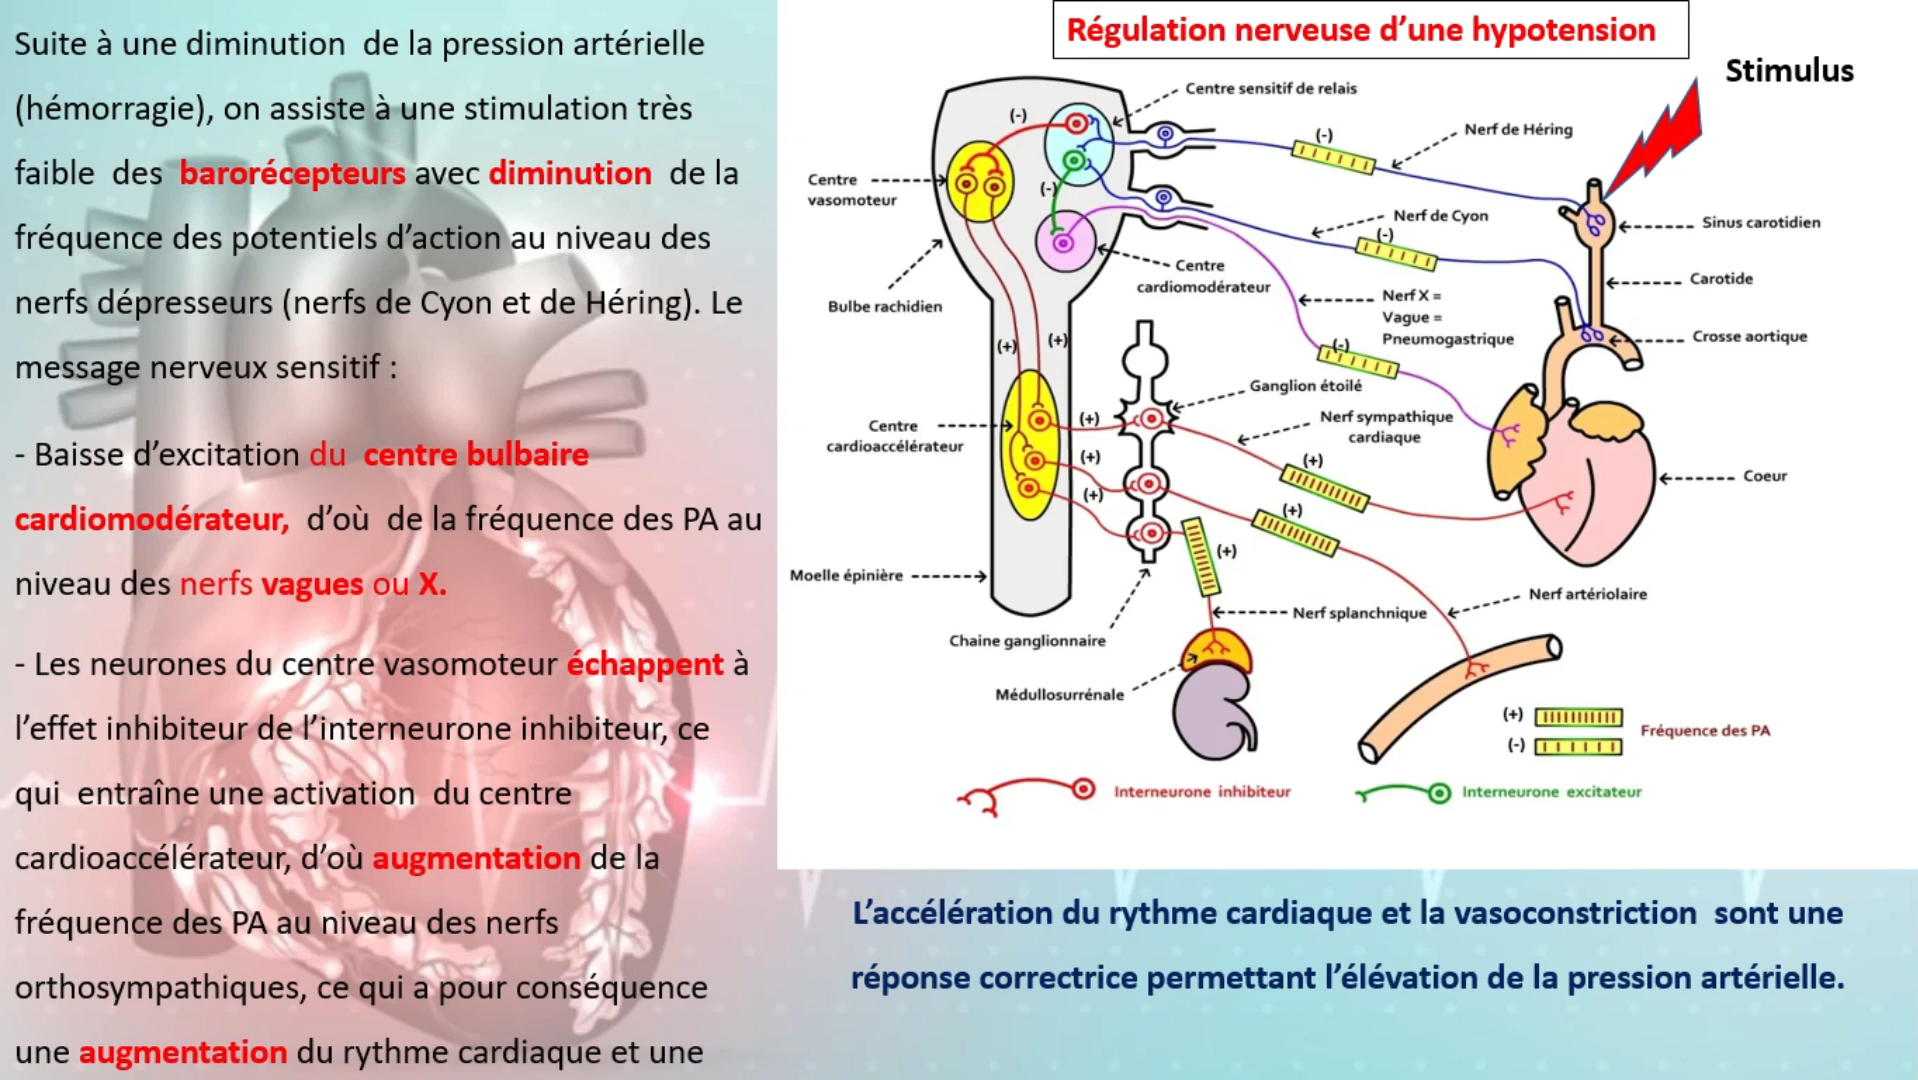 Suite à une diminution  de la pression artérielle
(hémorragie), on assiste à une stimulation très
faible  des  barorécepteurs avec diminution  de la
fréquence des potentiels d’action au niveau des
nerfs dépresseurs (nerfs de Cyon et de Héring). Le
message nerveux sensitif :
- Baisse d’excitation du  centre bulbaire
cardiomodérateur,  d’où  de la fréquence des PA au
niveau des nerfs vagues ou X.
- Les neurones du centre vasomoteur échappent à
l’effet inhibiteur de l’interneurone inhibiteur, ce
qui  entraîne une activation  du centre
cardioaccélérateur, d’où augmentation de la
fréquence des PA au niveau des nerfs
orthosympathiques, ce qui a pour conséquence
une augmentation du rythme cardiaque et une
Régulation nerveuse d’une hypotension
Stimulus
Centre sensitif de relais
(-)
(-)
Nerf de Héring
Centre
vasomoteur
(-)
Nerf de Cyon
(-)
Sinus carotidien
Centre
cardiomodérateur
Carotide
Bulbe rachidien
Nerf X =
Vague =
Pneumogastrique
(+)
(+)
(-)
Crosse aortique
Ganglion étoilé
Centre
cardioaccélérateur
(+)
Nerf sympathique
cardiaque
(+)
(+)
Coeur
(+)
(+)
(+)
Moelle épinière
Nerf artériolaire
Nerf splanchnique
Chaine ganglionnaire
Médullosurrénale
(+)
(-)
Fréquence des PA
Interneurone inhibiteur
Interneurone excitateur
L’accélération du rythme cardiaque et la vasoconstriction  sont une
réponse correctrice permettant l’élévation de la pression artérielle.